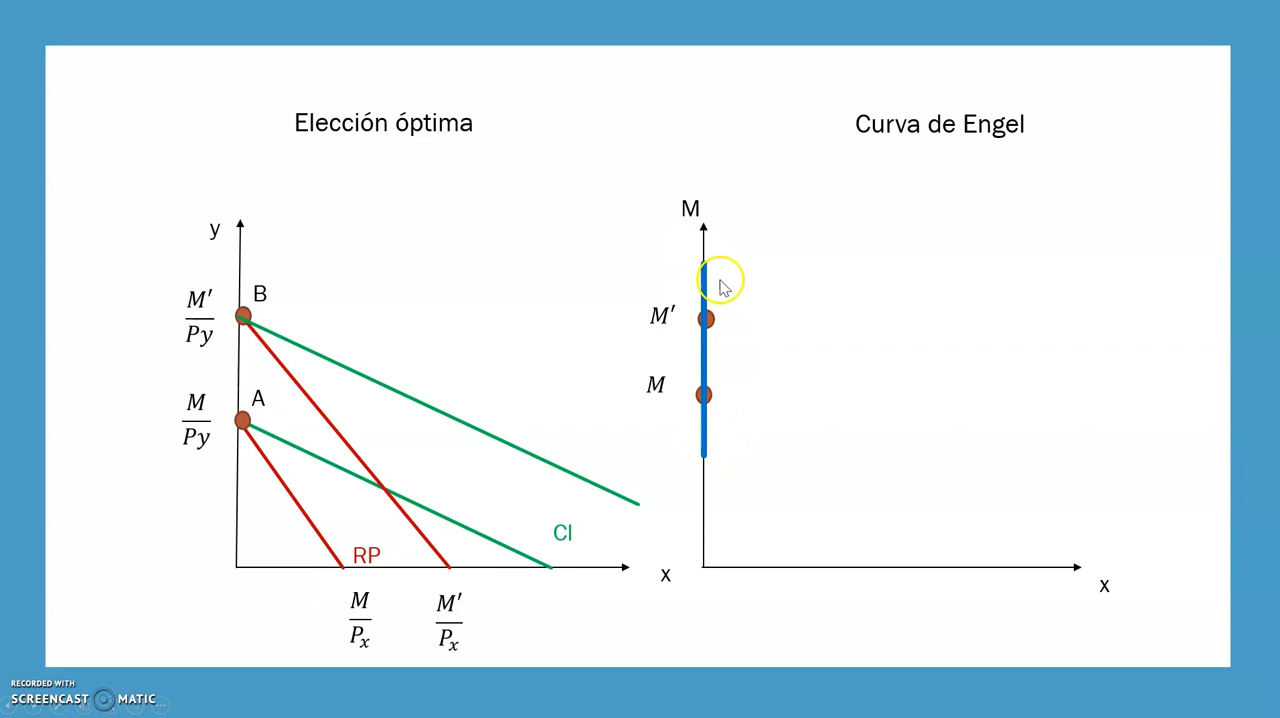 Elección óptima
Curva de Engel
y
M
B
M′
Py
M′
A
M
M
Py
CI
RP
x
x
M
Px
M′
Px
RECORDED WITH
SCREENCAST MATIC